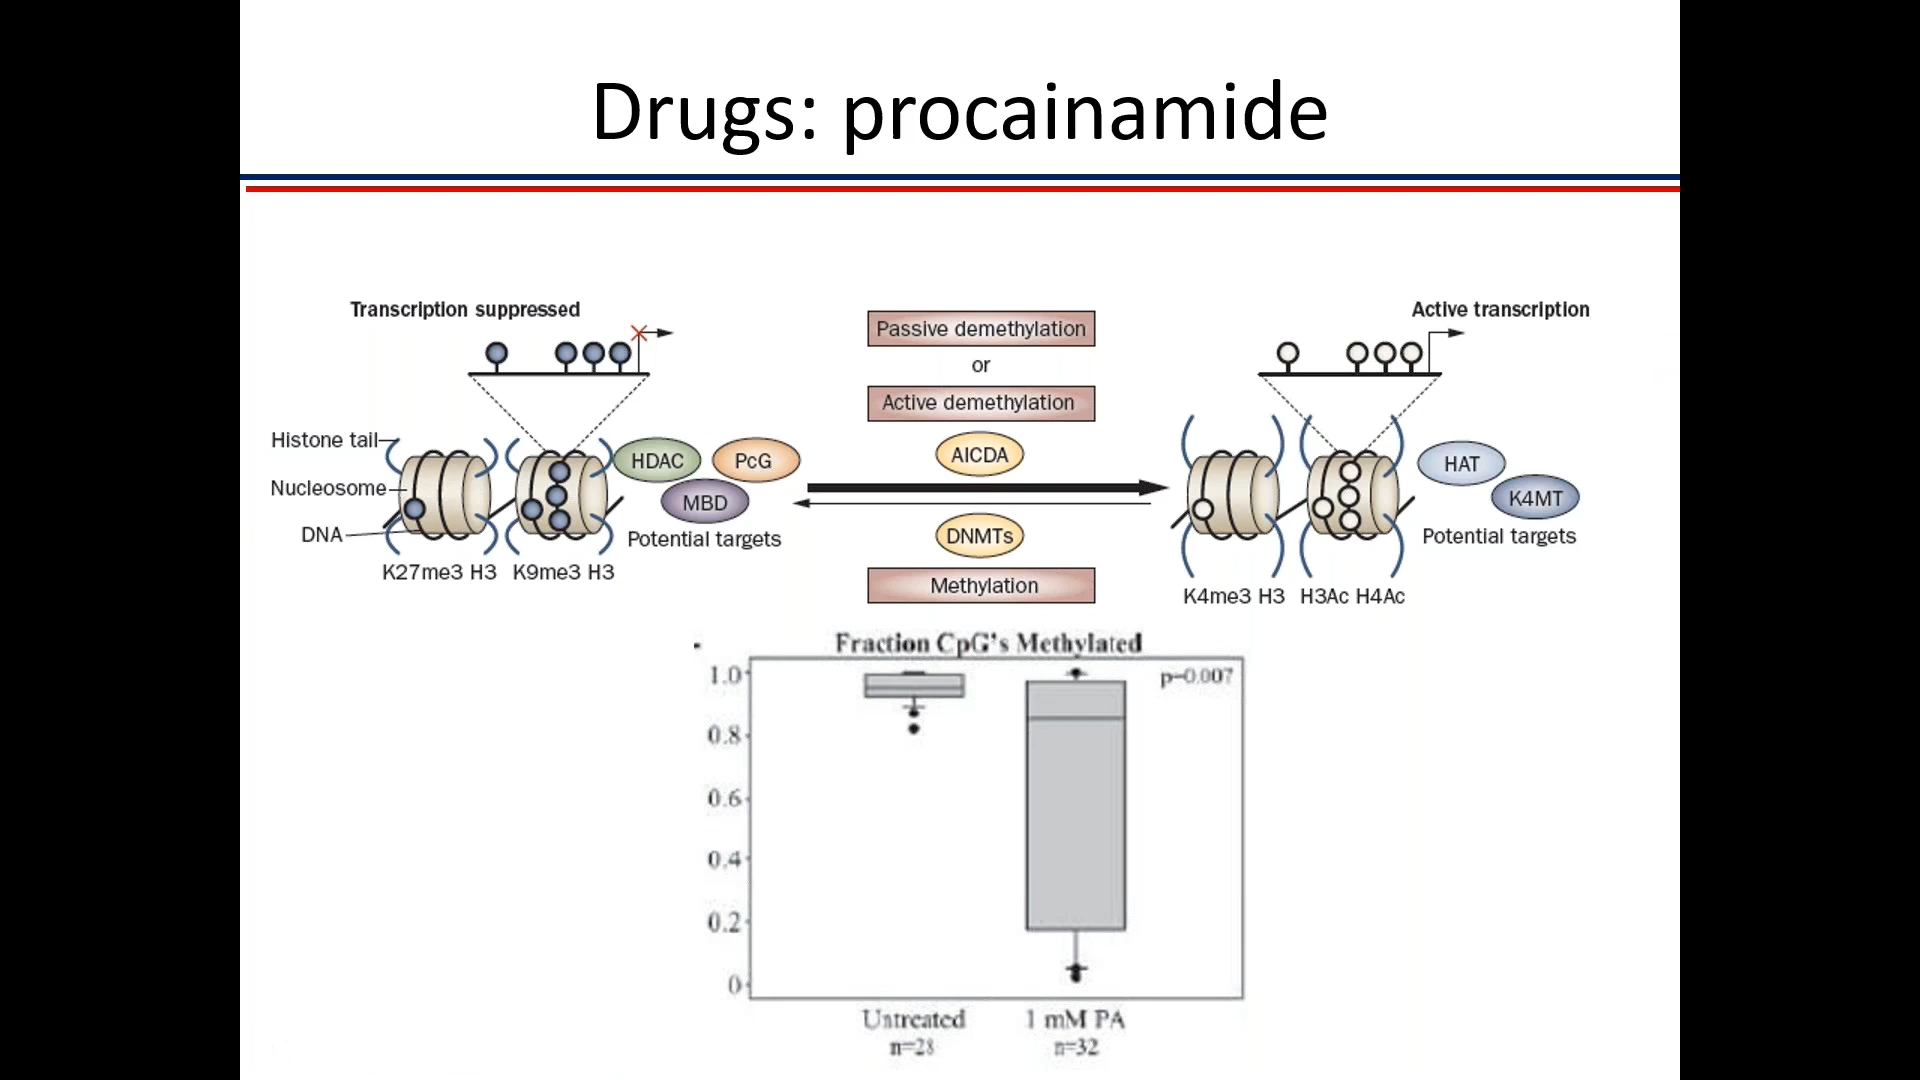 Drugs: procainamide
Transcription suppressed
Passive demethylation
or
Active demethylation
Active transcription
Histone tail
Nucleosome
DNA
HDAC
PcG
MBD
Potential targets
K27me3 H3 K9me3 H3
AICDA
DNMTs
Methylation
HAT
K4MT
Potential targets
K4me3 H3 H3Ac H4Ac
Fraction CpG's Methylated
p=0.007
1.0
0.8
0.6
0.4
0.2
0
Untreated 1 mM PA
n=28 n=32